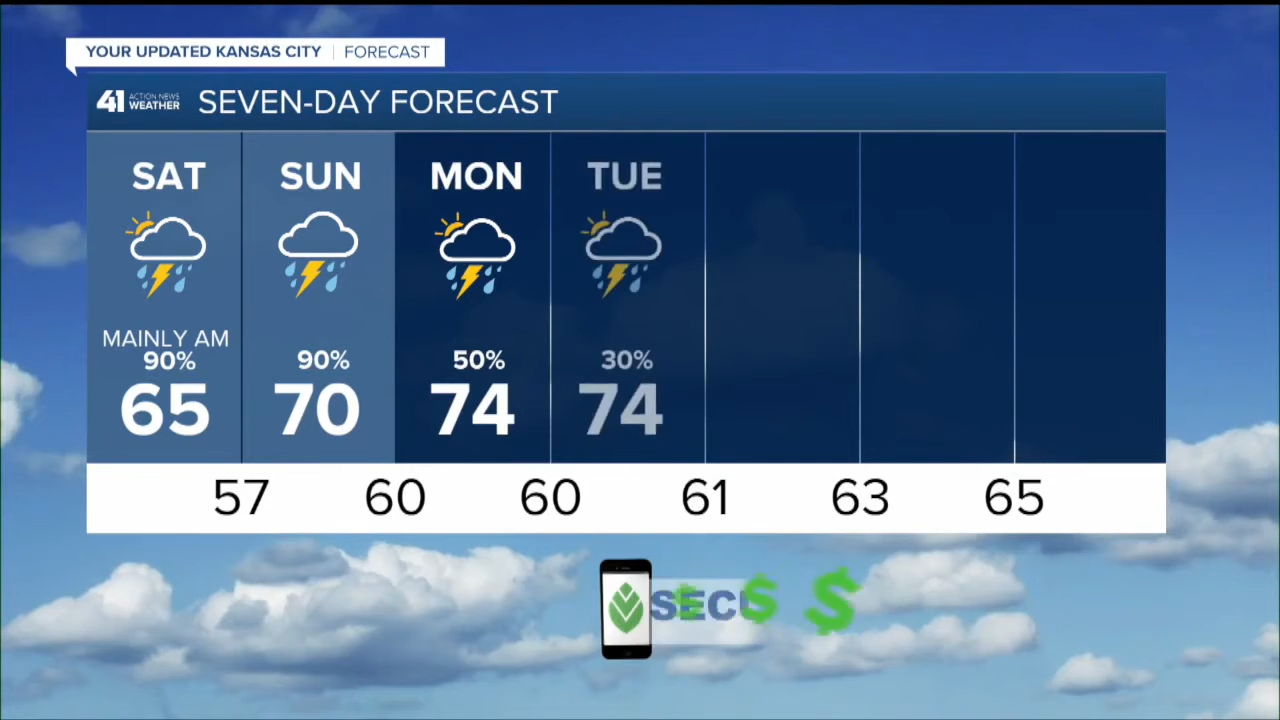 YOUR UPDATED KANSAS CITY | FORECAST
41 ACTION NEWS WEATHER SEVEN-DAY FORECAST
SAT SUN MON TUE
MAINLY AM
90% 90% 50% 30%
65 70 74 74
57 60 60 61 63 65
$ECU $ $